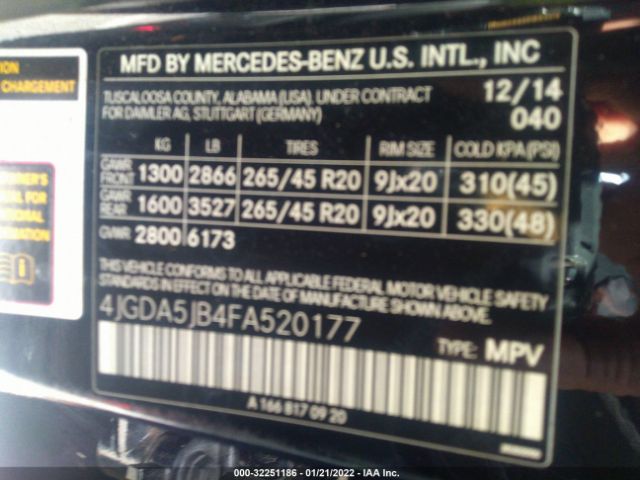 ION
CHARGEMENT
MFD BY MERCEDES-BENZ U.S. INTL., INC
TUSCALOOSA COUNTY, ALABAMA (USA), UNDER CONTRACT 12/14
FOR DAIMLER AG, STUTTGART (GERMANY) 040
KG LB TIRES RIM SIZE COLD KPA (PSI)
GAWR FRONT 1300 2866 265/45 R20 9Jx20 310(45)
GAWR REAR 1600 3527 265/45 R20 9Jx20 330(48)
GVWR 2800 6173
THIS VEHICLE CONFORMS TO ALL APPLICABLE FEDERAL MOTOR VEHICLE SAFETY
STANDARDS IN EFFECT ON THE DATE OF MANUFACTURE SHOWN ABOVE.
4JGDA5JB4FA520177
TYPE: MPV
A 166 817 09 20
000-32251186 - 01/21/2022 - IAA Inc.